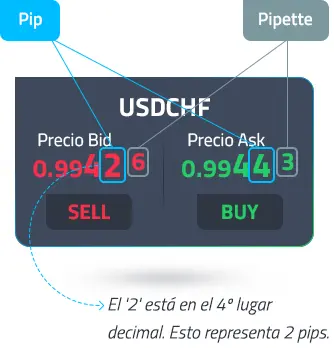 Pip Pipette
USDCHF
Precio Bid Precio Ask
0.99426 0.99443
SELL BUY
El '2' está en el 4º lugar
decimal. Esto representa 2 pips.